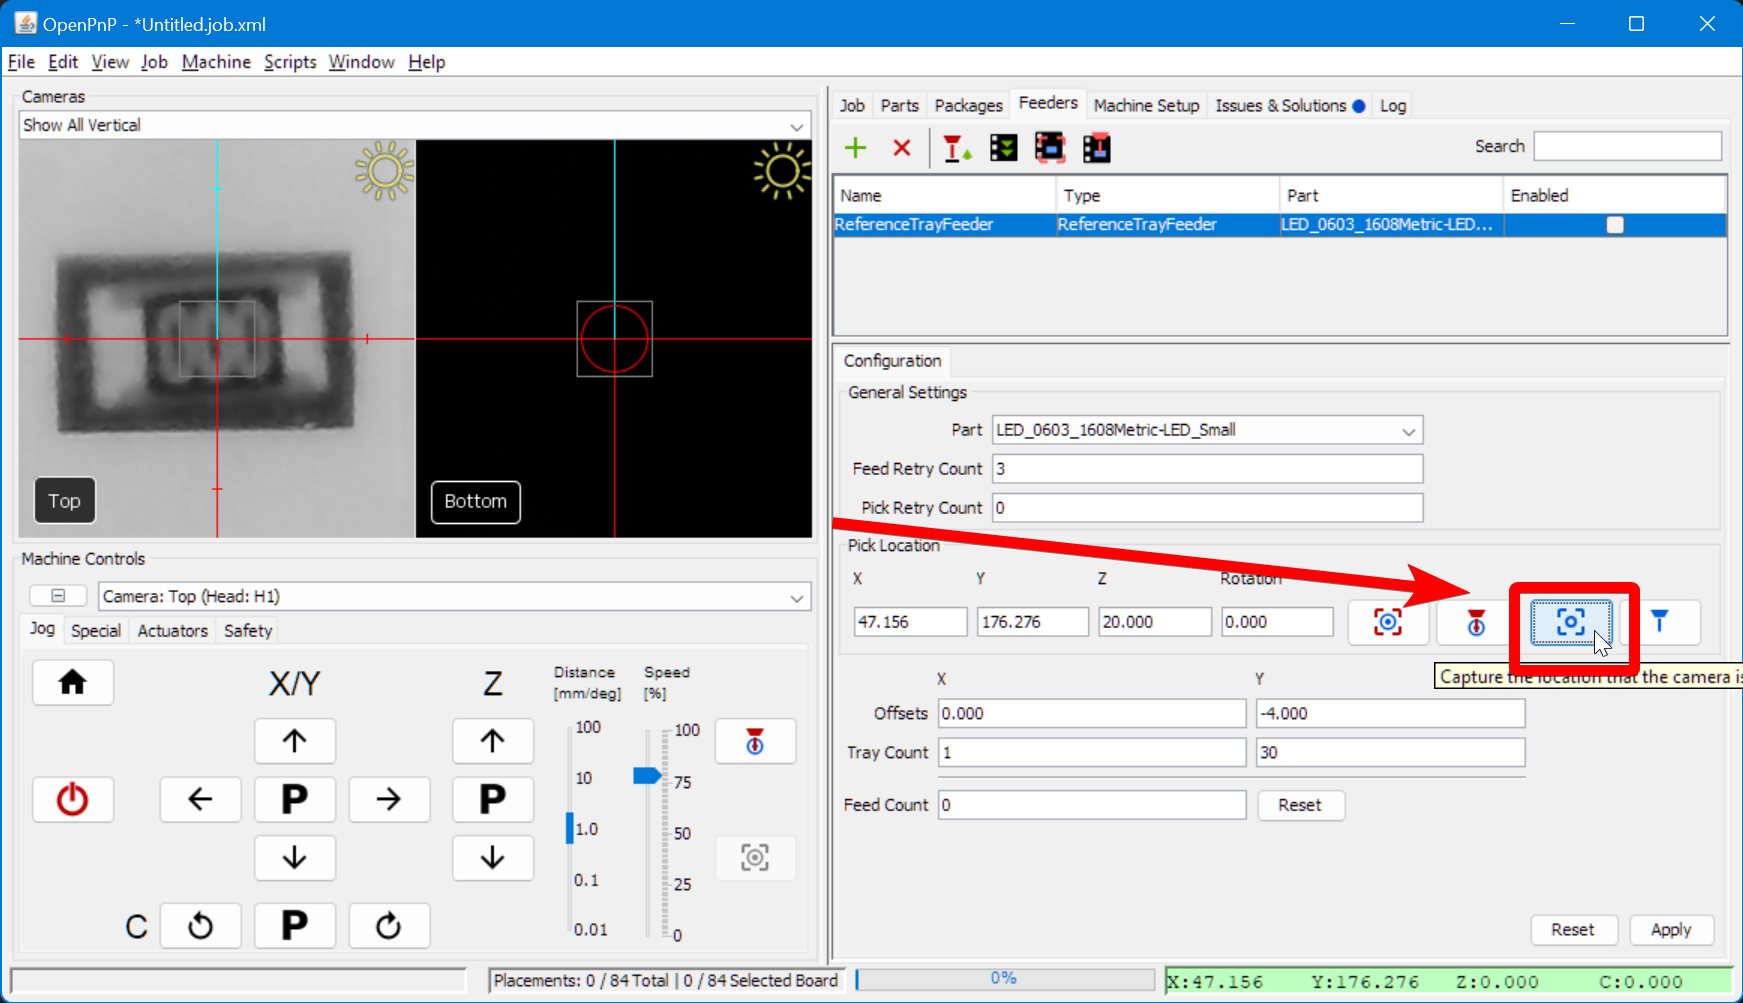 OpenPnP - *Untitled.job.xml
File Edit View Job Machine Scripts Window Help
Cameras
Show All Vertical
Top
Bottom
Machine Controls
Camera: Top (Head: H1)
Jog Special Actuators Safety
X/Y
Z
Distance
[mm/deg]
Speed
[%]
100
10
1.0
0.1
0.01
100
75
50
25
0
P
P
C
P
Placements: 0 / 84 Total | 0 / 84 Selected Board
Job Parts Packages Feeders Machine Setup Issues & Solutions Log
Search
Name Type Part Enabled
ReferenceTrayFeeder ReferenceTrayFeeder LED_0603_1608Metric-LED...
Configuration
General Settings
Part LED_0603_1608Metric-LED_Small
Feed Retry Count 3
Pick Retry Count 0
Pick Location
X Y Z Rotation
47.156 176.276 20.000 0.000
Capture the location that the camera is
X Y
Offsets 0.000 -4.000
Tray Count 1 30
Feed Count 0 Reset
Reset Apply
0%
X:47.156 Y:176.276 Z:0.000 C:0.000